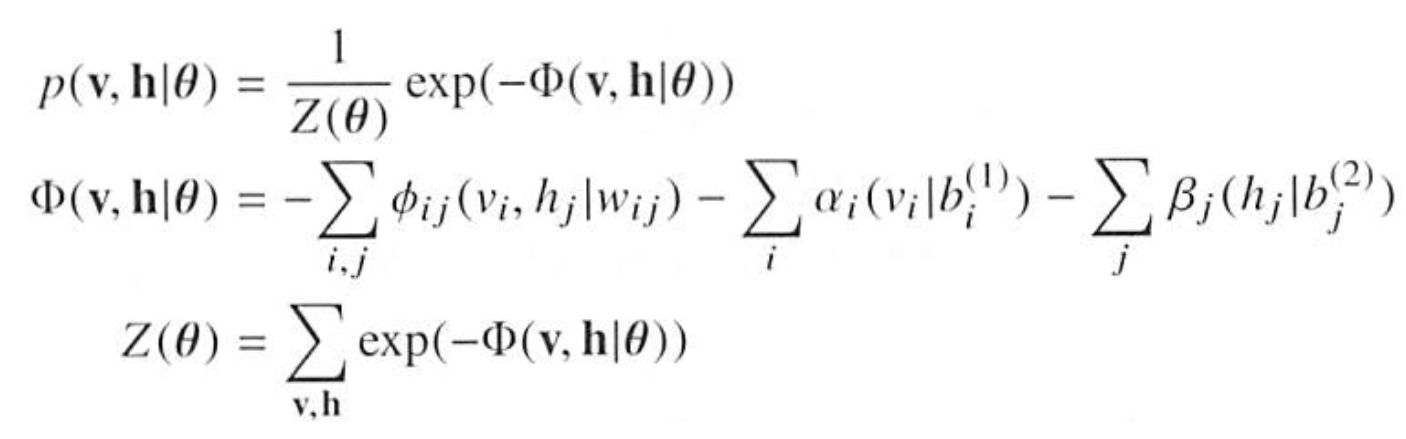 p(v, h|θ) = \frac{1}{Z(θ)} exp(−Φ(v, h|θ))
Φ(v, h|θ) = −∑_{i,j} ϕ_{ij}(v_i, h_j|w_{ij}) − ∑_i α_i(v_i|b_i^{(1)}) − ∑_j β_j(h_j|b_j^{(2)})
Z(θ) = ∑_{v,h} exp(−Φ(v, h|θ))